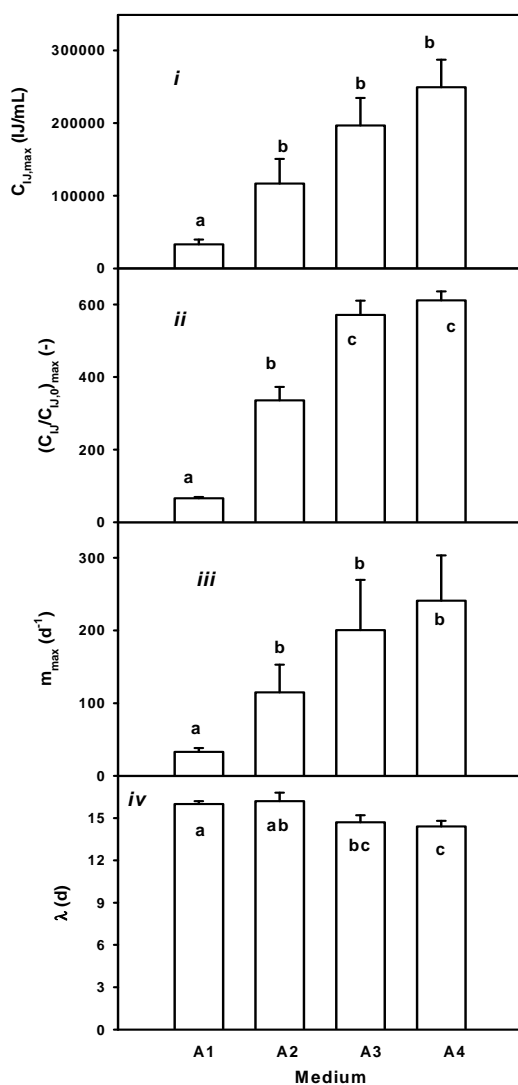 C_IJ,max (IJ/mL)
300000
200000
100000
0
i
a
b
b
b
(C_IJ/C_IJ,0)_max (-)
600
400
200
0
ii
a
b
c
c
m_max (d^-1)
300
200
100
0
iii
a
b
b
b
λ (d)
15
12
9
6
3
0
iv
a
ab
bc
c
A1 A2 A3 A4
Medium